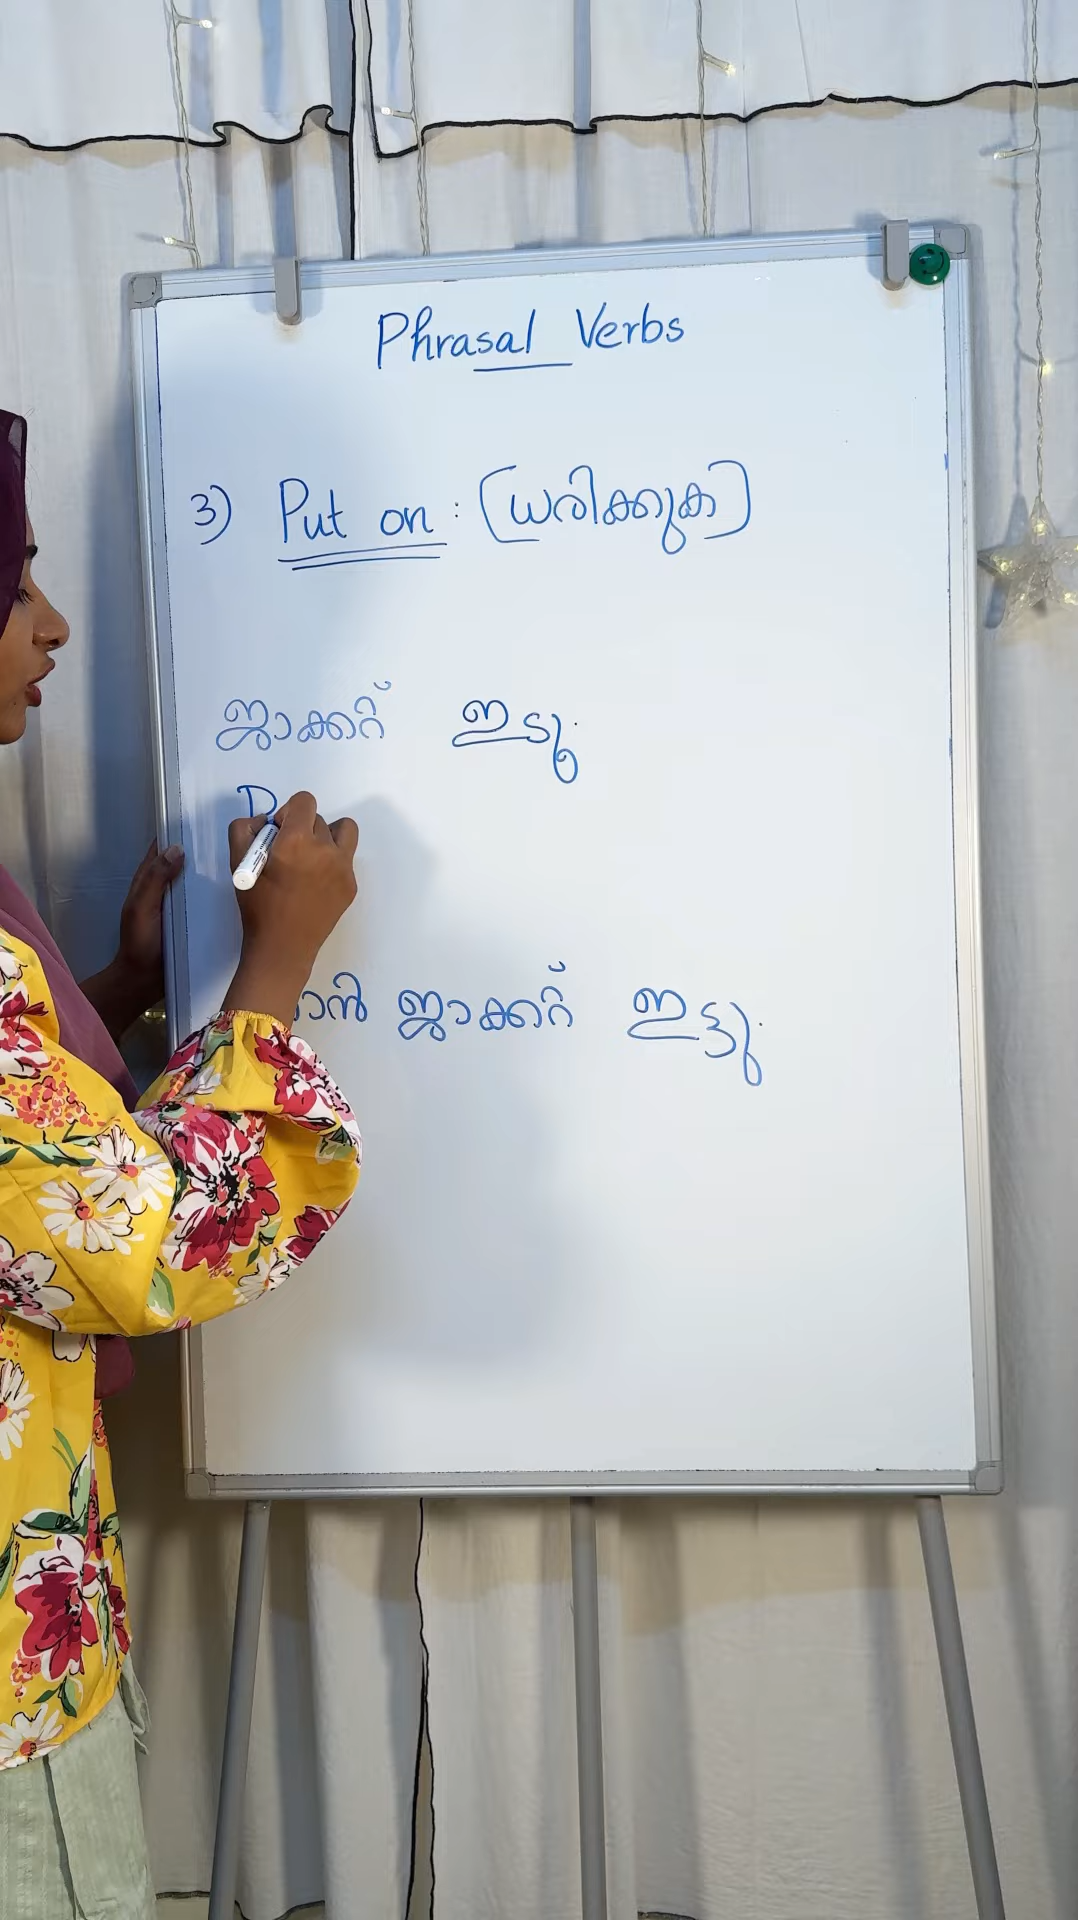 Phrasal Verbs
3) Put on : (ധരിക്കുക)
ജാക്കറ്റ് ഇടൂ.
P
ജാക്കറ്റ് ഇട്ടു.